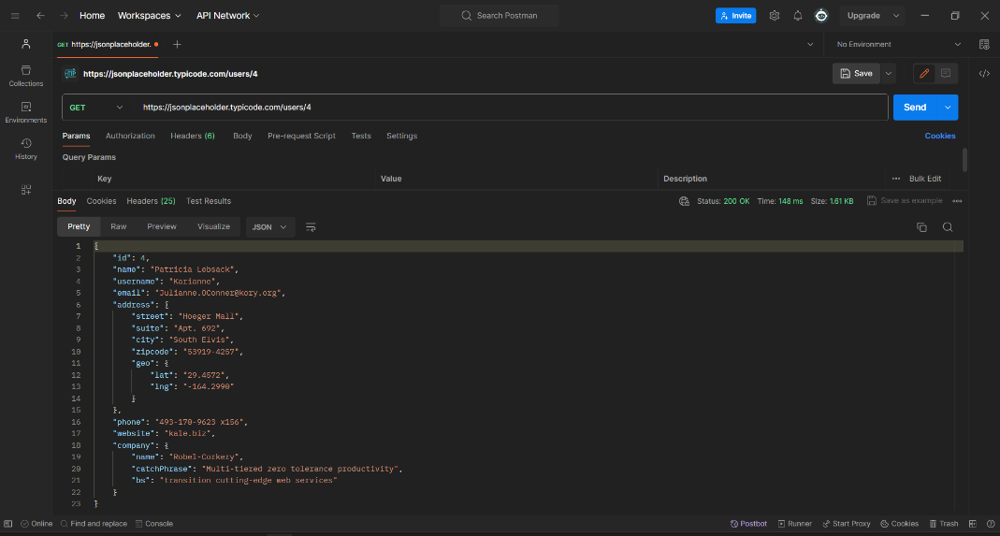 Home Workspaces API Network Search Postman Invite Upgrade
GET https://jsonplaceholder. No Environment
https://jsonplaceholder.typicode.com/users/4 Save
Collections
GET https://jsonplaceholder.typicode.com/users/4 Send
Environments
Params Authorization Headers (6) Body Pre-request Script Tests Settings Cookies
History
Query Params
Key Value Description Bulk Edit
Body Cookies Headers (25) Test Results Status: 200 OK Time: 148 ms Size: 1.61 KB Save as example
Pretty Raw Preview Visualize JSON
1 {
2 "id": 4,
3 "name": "Patricia Lebsack",
4 "username": "Karianne",
5 "email": "Julianne.OConner@kory.org",
6 "address": {
7 "street": "Hoeger Mall",
8 "suite": "Apt. 692",
9 "city": "South Elvis",
10 "zipcode": "53919-4257",
11 "geo": {
12 "lat": "29.4572",
13 "lng": "-164.2990"
14 }
15 },
16 "phone": "493-170-9623 x156",
17 "website": "kale.biz",
18 "company": {
19 "name": "Robel-Corkery",
20 "catchPhrase": "Multi-tiered zero tolerance productivity",
21 "bs": "transition cutting-edge web services"
22 }
23 }
Online Find and replace Console Postbot Runner Start Proxy Cookies Trash